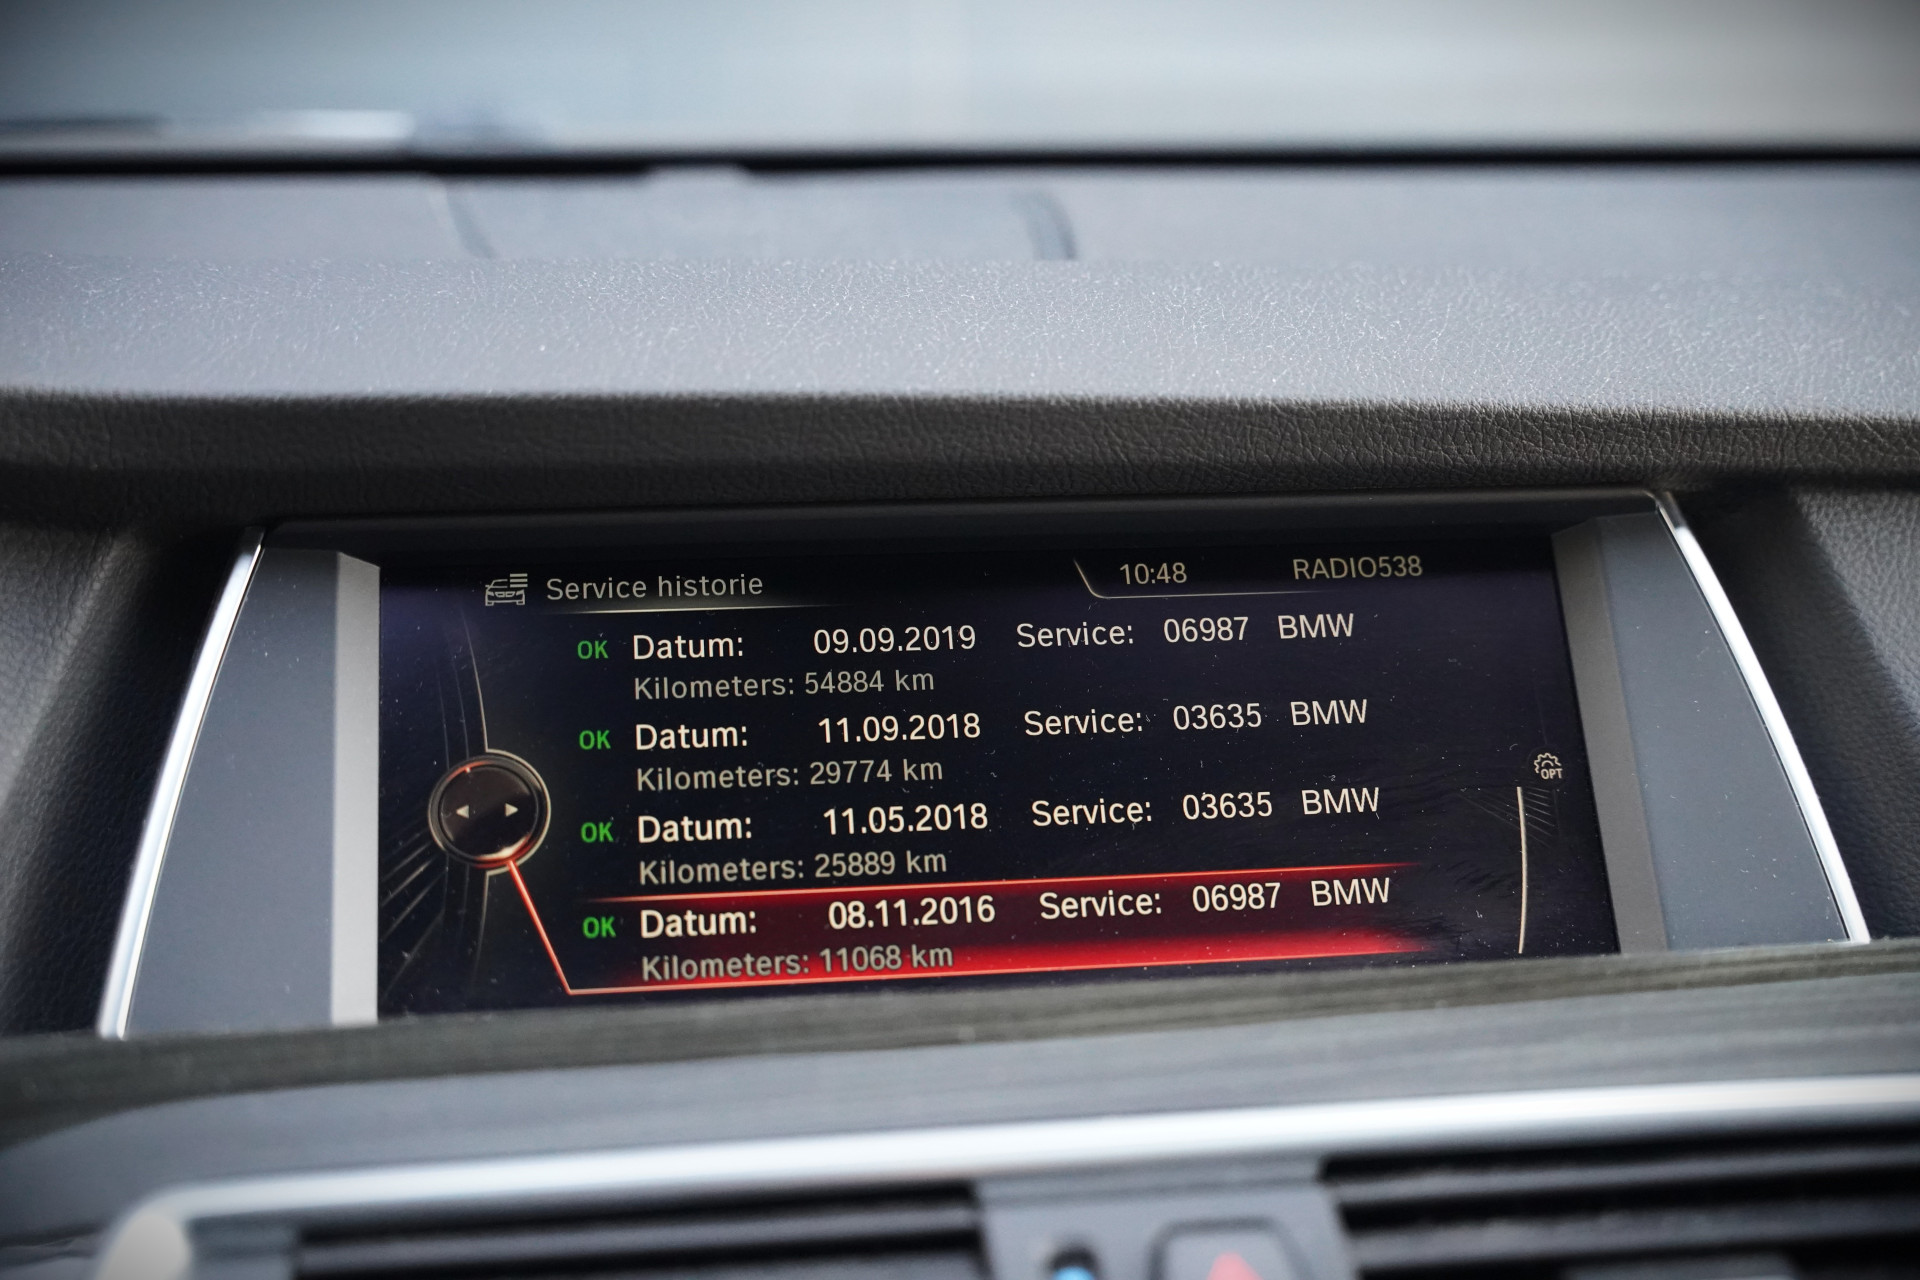 Service historie 10:48 RADIO538
OK Datum: 09.09.2019 Service: 06987 BMW
Kilometers: 54884 km
OK Datum: 11.09.2018 Service: 03635 BMW
Kilometers: 29774 km
OK Datum: 11.05.2018 Service: 03635 BMW
Kilometers: 25889 km
OK Datum: 08.11.2016 Service: 06987 BMW
Kilometers: 11068 km
OPT